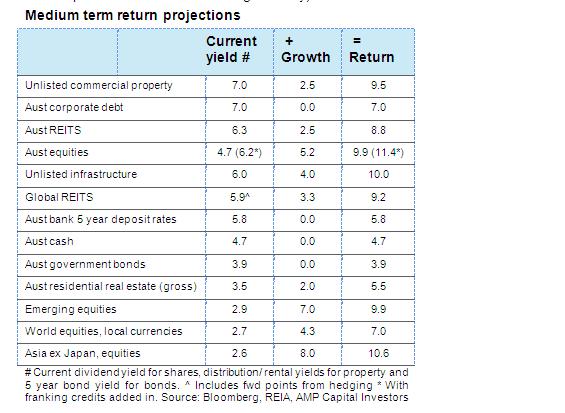 Medium term return projections
Current yield # + Growth = Return
Unlisted commercial property 7.0 2.5 9.5
Aust corporate debt 7.0 0.0 7.0
Aust REITS 6.3 2.5 8.8
Aust equities 4.7 (6.2*) 5.2 9.9 (11.4*)
Unlisted infrastructure 6.0 4.0 10.0
Global REITS 5.9^ 3.3 9.2
Aust bank 5 year deposit rates 5.8 0.0 5.8
Aust cash 4.7 0.0 4.7
Aust government bonds 3.9 0.0 3.9
Aust residential real estate (gross) 3.5 2.0 5.5
Emerging equities 2.9 7.0 9.9
World equities, local currencies 2.7 4.3 7.0
Asia ex Japan, equities 2.6 8.0 10.6
# Current dividend yield for shares, distribution/ rental yields for property and
5 year bond yield for bonds. ^ Includes fwd points from hedging * With
franking credits added in. Source: Bloomberg, REIA, AMP Capital Investors